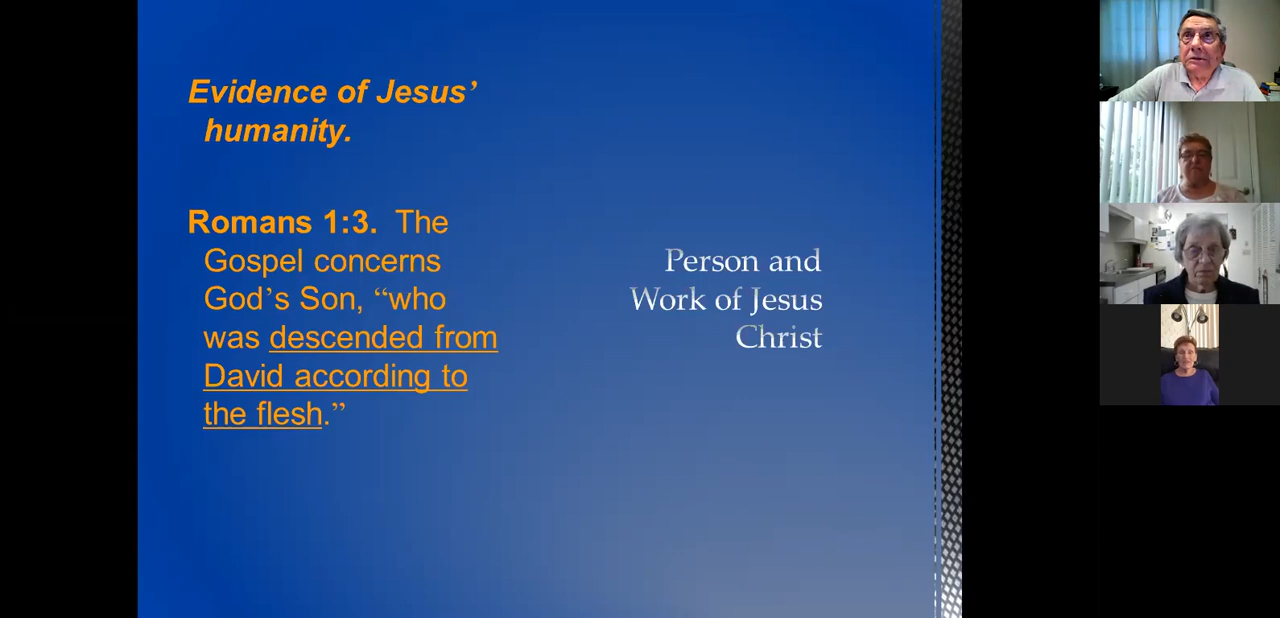 Evidence of Jesus’
humanity.
Romans 1:3. The
Gospel concerns
God’s Son, “who
was descended from
David according to
the flesh.”
Person and
Work of Jesus
Christ